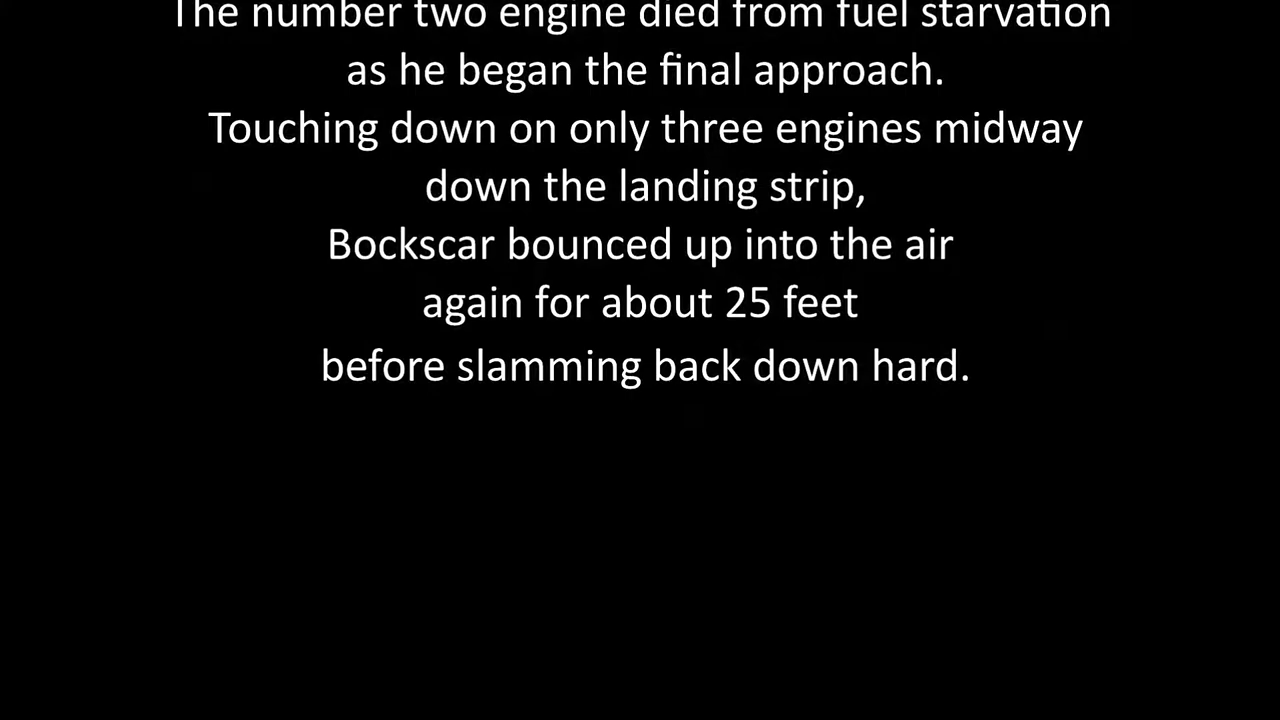 The number two engine died from fuel starvation
as he began the final approach.
Touching down on only three engines midway
down the landing strip,
Bockscar bounced up into the air
again for about 25 feet
before slamming back down hard.